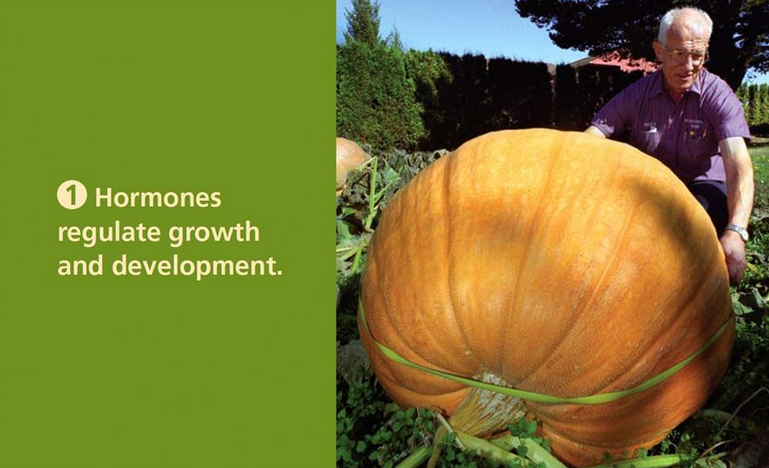 1 Hormones
regulate growth
and development.